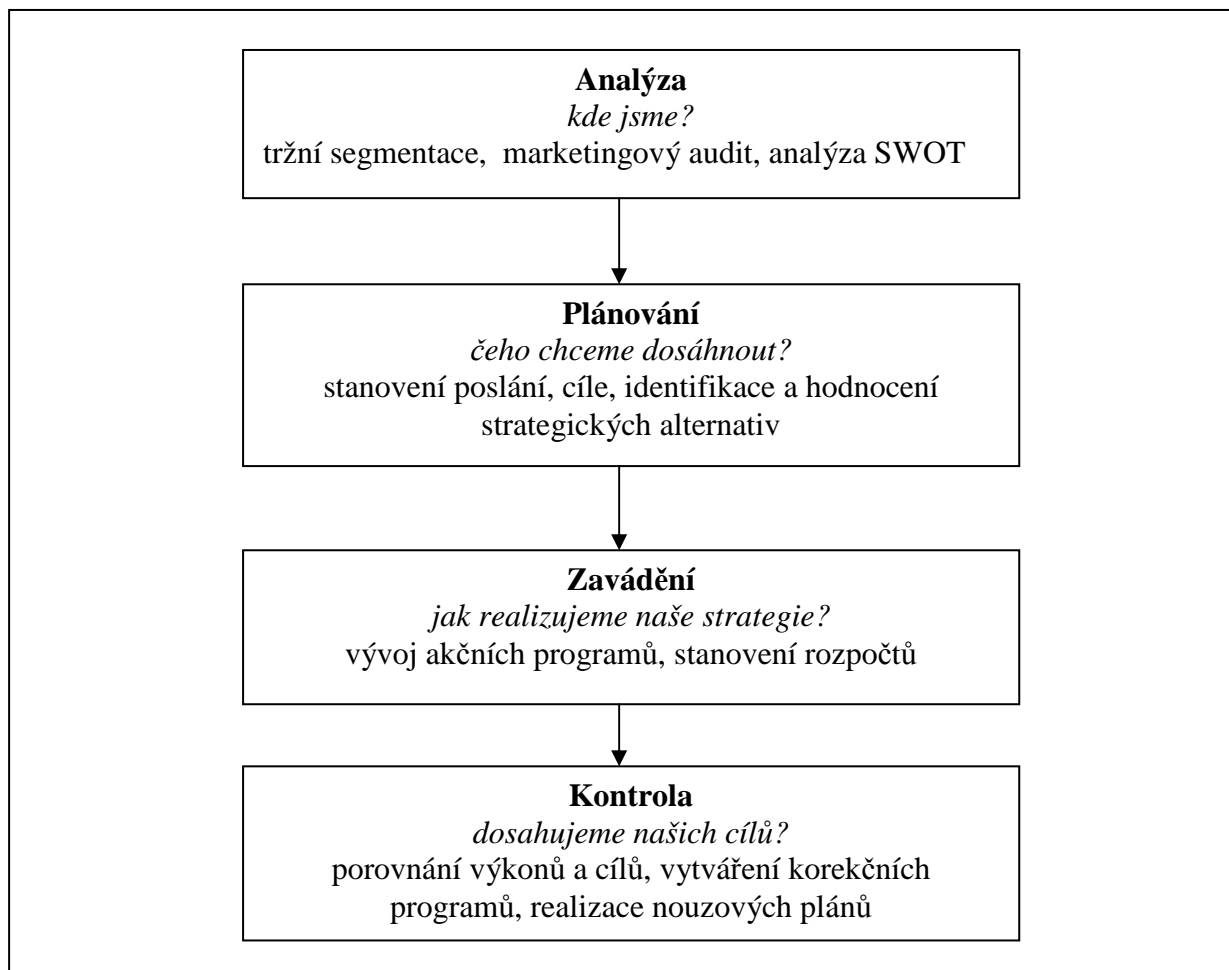 Analýza
kde jsme?
tržní segmentace, marketingový audit, analýza SWOT
Plánování
čeho chceme dosáhnout?
stanovení poslání, cíle, identifikace a hodnocení
strategických alternativ
Zavádění
jak realizujeme naše strategie?
vývoj akčních programů, stanovení rozpočtů
Kontrola
dosahujeme našich cílů?
porovnání výkonů a cílů, vytváření korekčních
programů, realizace nouzových plánů